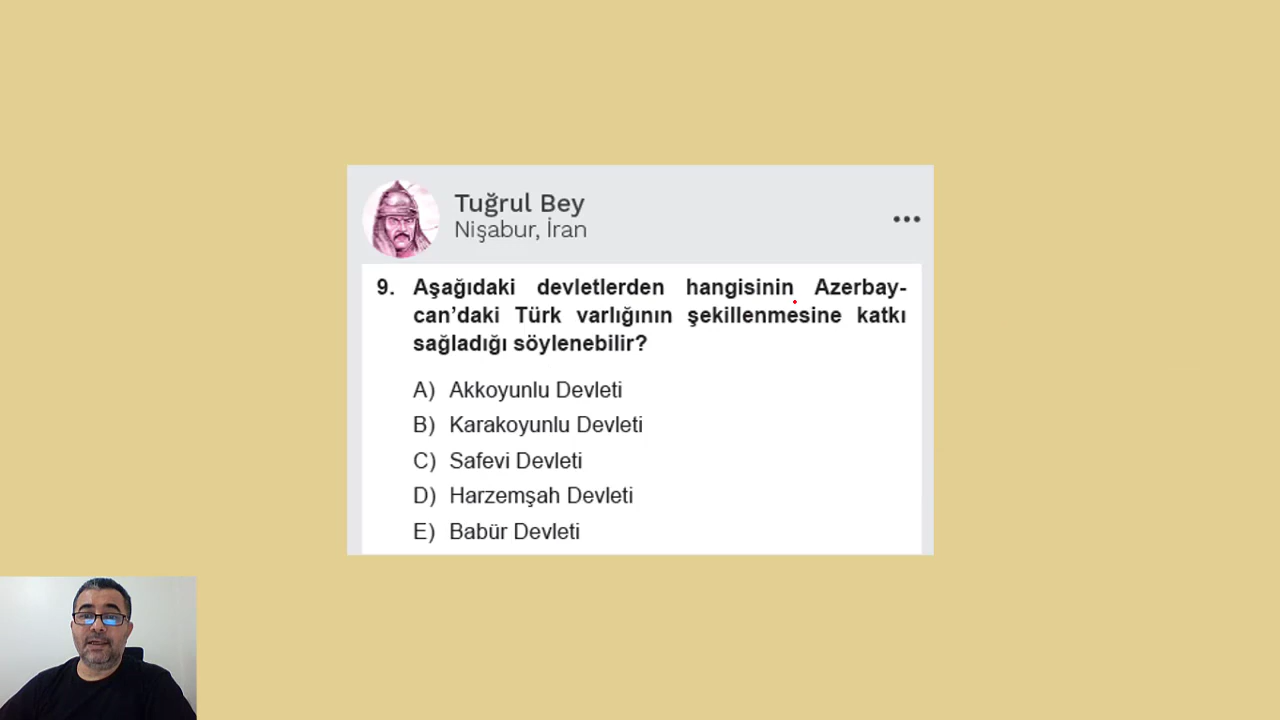 Tuğrul Bey
Nişabur, İran
9. Aşağıdaki devletlerden hangisinin Azerbay-
can’daki Türk varlığının şekillenmesine katkı
sağladığı söylenebilir?
A) Akkoyunlu Devleti
B) Karakoyunlu Devleti
C) Safevi Devleti
D) Harzemşah Devleti
E) Babür Devleti